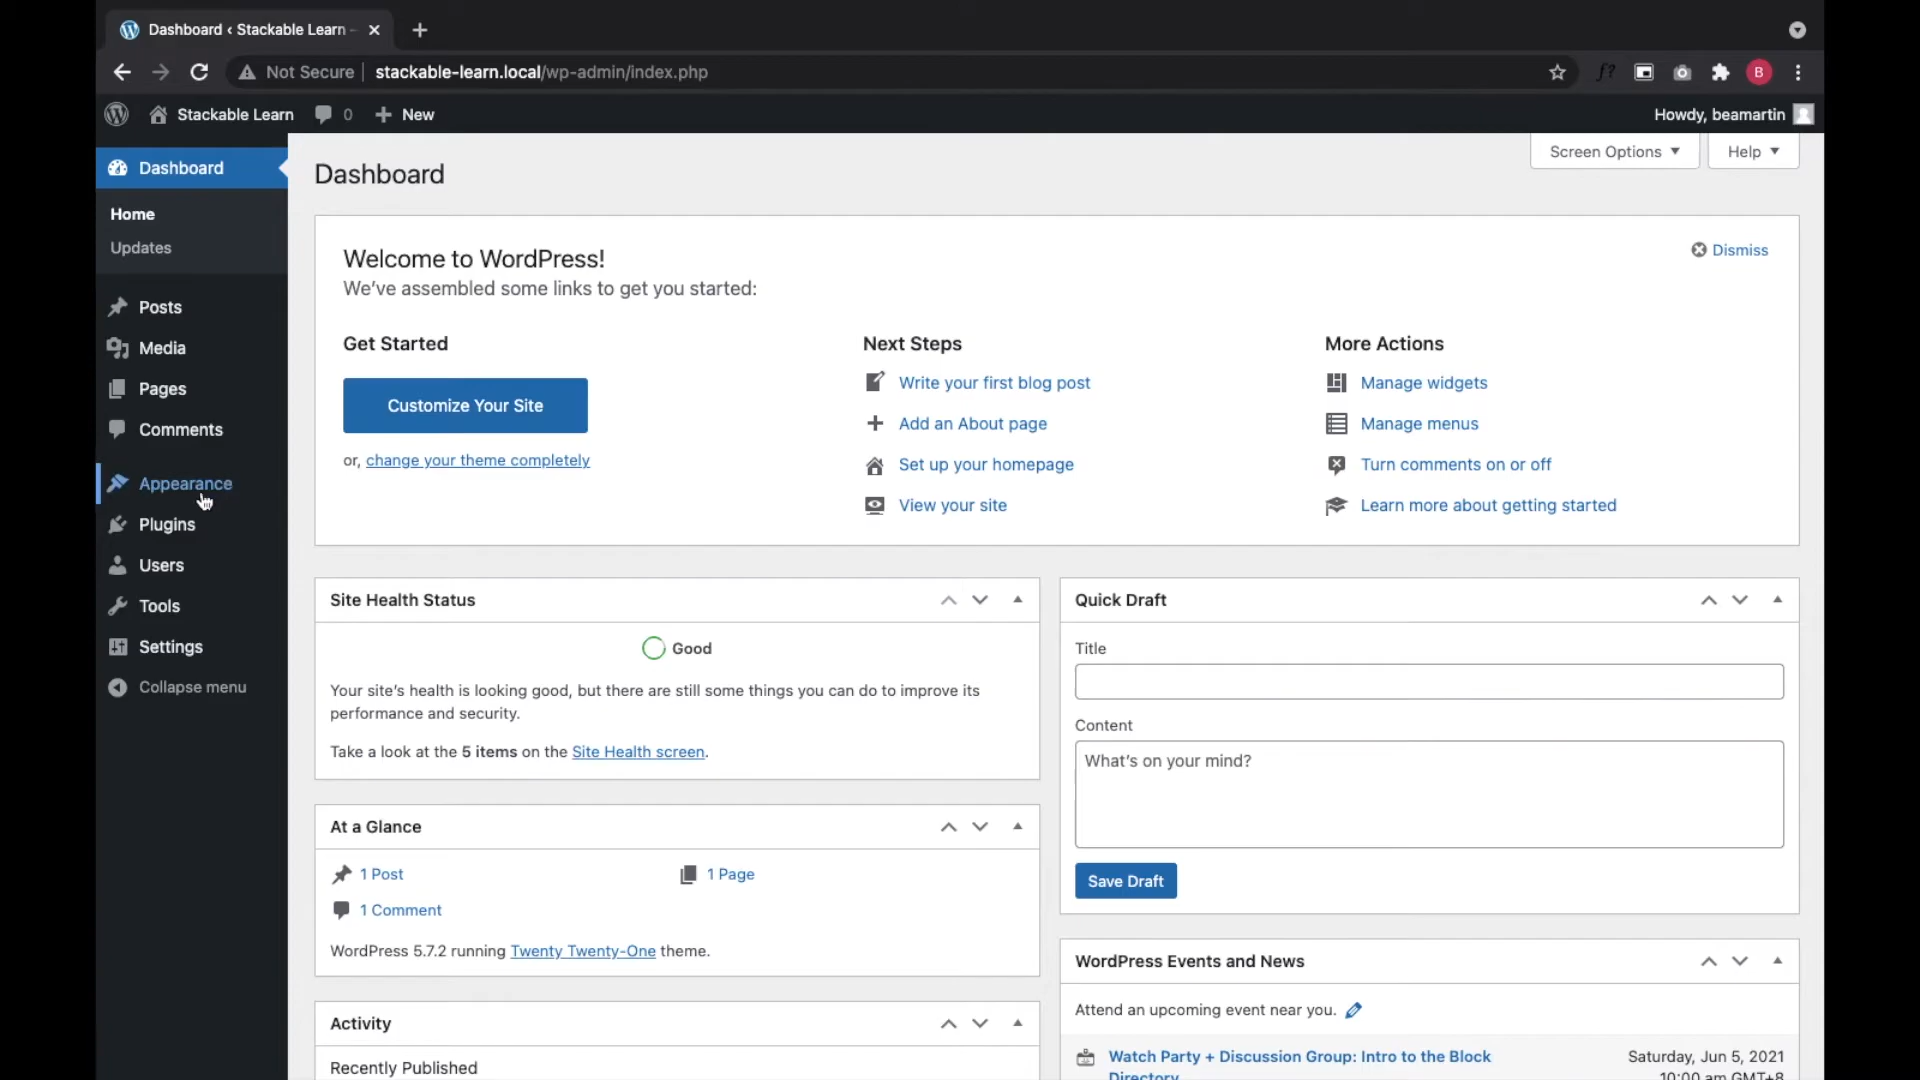 Dashboard ‹ Stackable Learn -
Not Secure stackable-learn.local/wp-admin/index.php f? B
Stackable Learn 0 New Howdy, beamartin
Dashboard
Home
Updates
Posts
Media
Pages
Comments
Appearance
Plugins
Users
Tools
Settings
Collapse menu
Screen Options Help
Dashboard
Welcome to WordPress! Dismiss
We've assembled some links to get you started:
Get Started
Customize Your Site
or, change your theme completely
Next Steps
Write your first blog post
Add an About page
Set up your homepage
View your site
More Actions
Manage widgets
Manage menus
Turn comments on or off
Learn more about getting started
Site Health Status
Good
Your site's health is looking good, but there are still some things you can do to improve its
performance and security.
Take a look at the 5 items on the Site Health screen.
At a Glance
1 Post 1 Page
1 Comment
WordPress 5.7.2 running Twenty Twenty-One theme.
Activity
Recently Published
Quick Draft
Title
Content
What's on your mind?
Save Draft
WordPress Events and News
Attend an upcoming event near you.
Watch Party + Discussion Group: Intro to the Block Saturday, Jun 5, 2021
Directory 10:00 am GMT+8